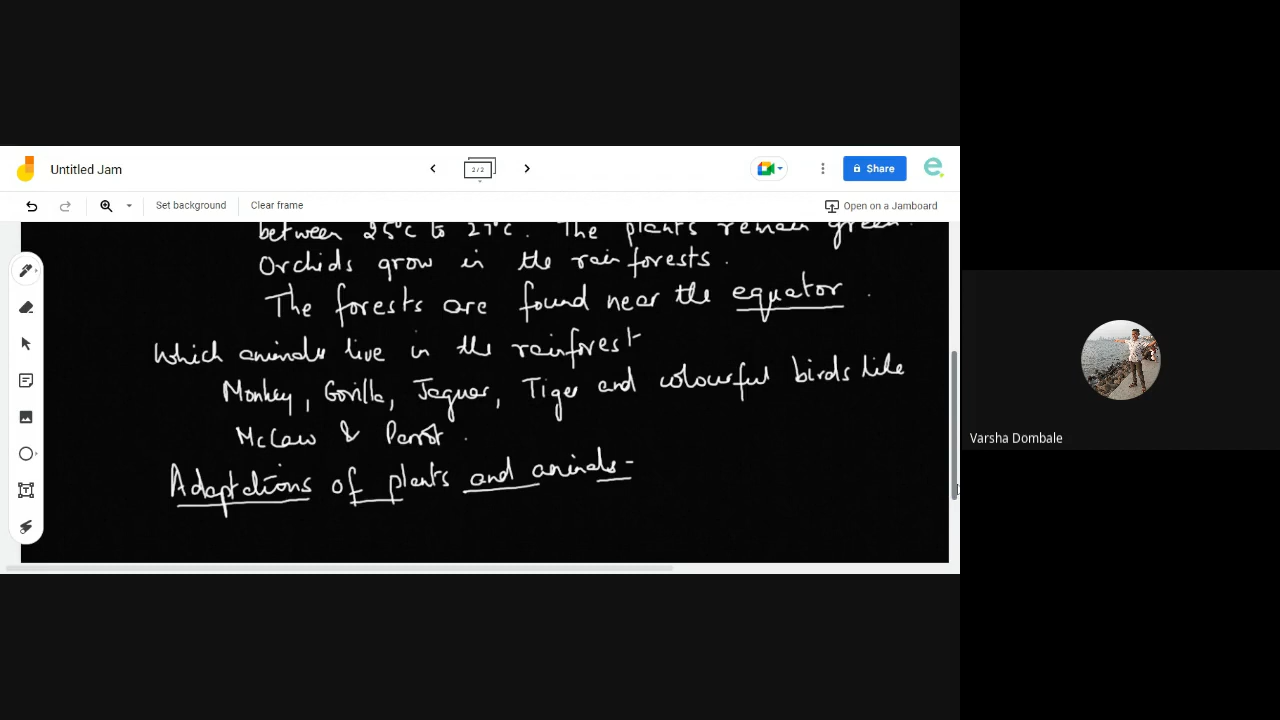 Untitled Jam
2/2
Share
Set background
Clear frame
Open on a Jamboard
between 25°c to 27°c. The plants remain green.
Orchids grow in the rain forests.
The forests are found near the equator.
Which animals live in the rainforest
Monkey, Gorilla, Jaguar, Tiger and colourful birds like
McCaw & Parrot.
Adaptations of plants and animals-
Varsha Dombale